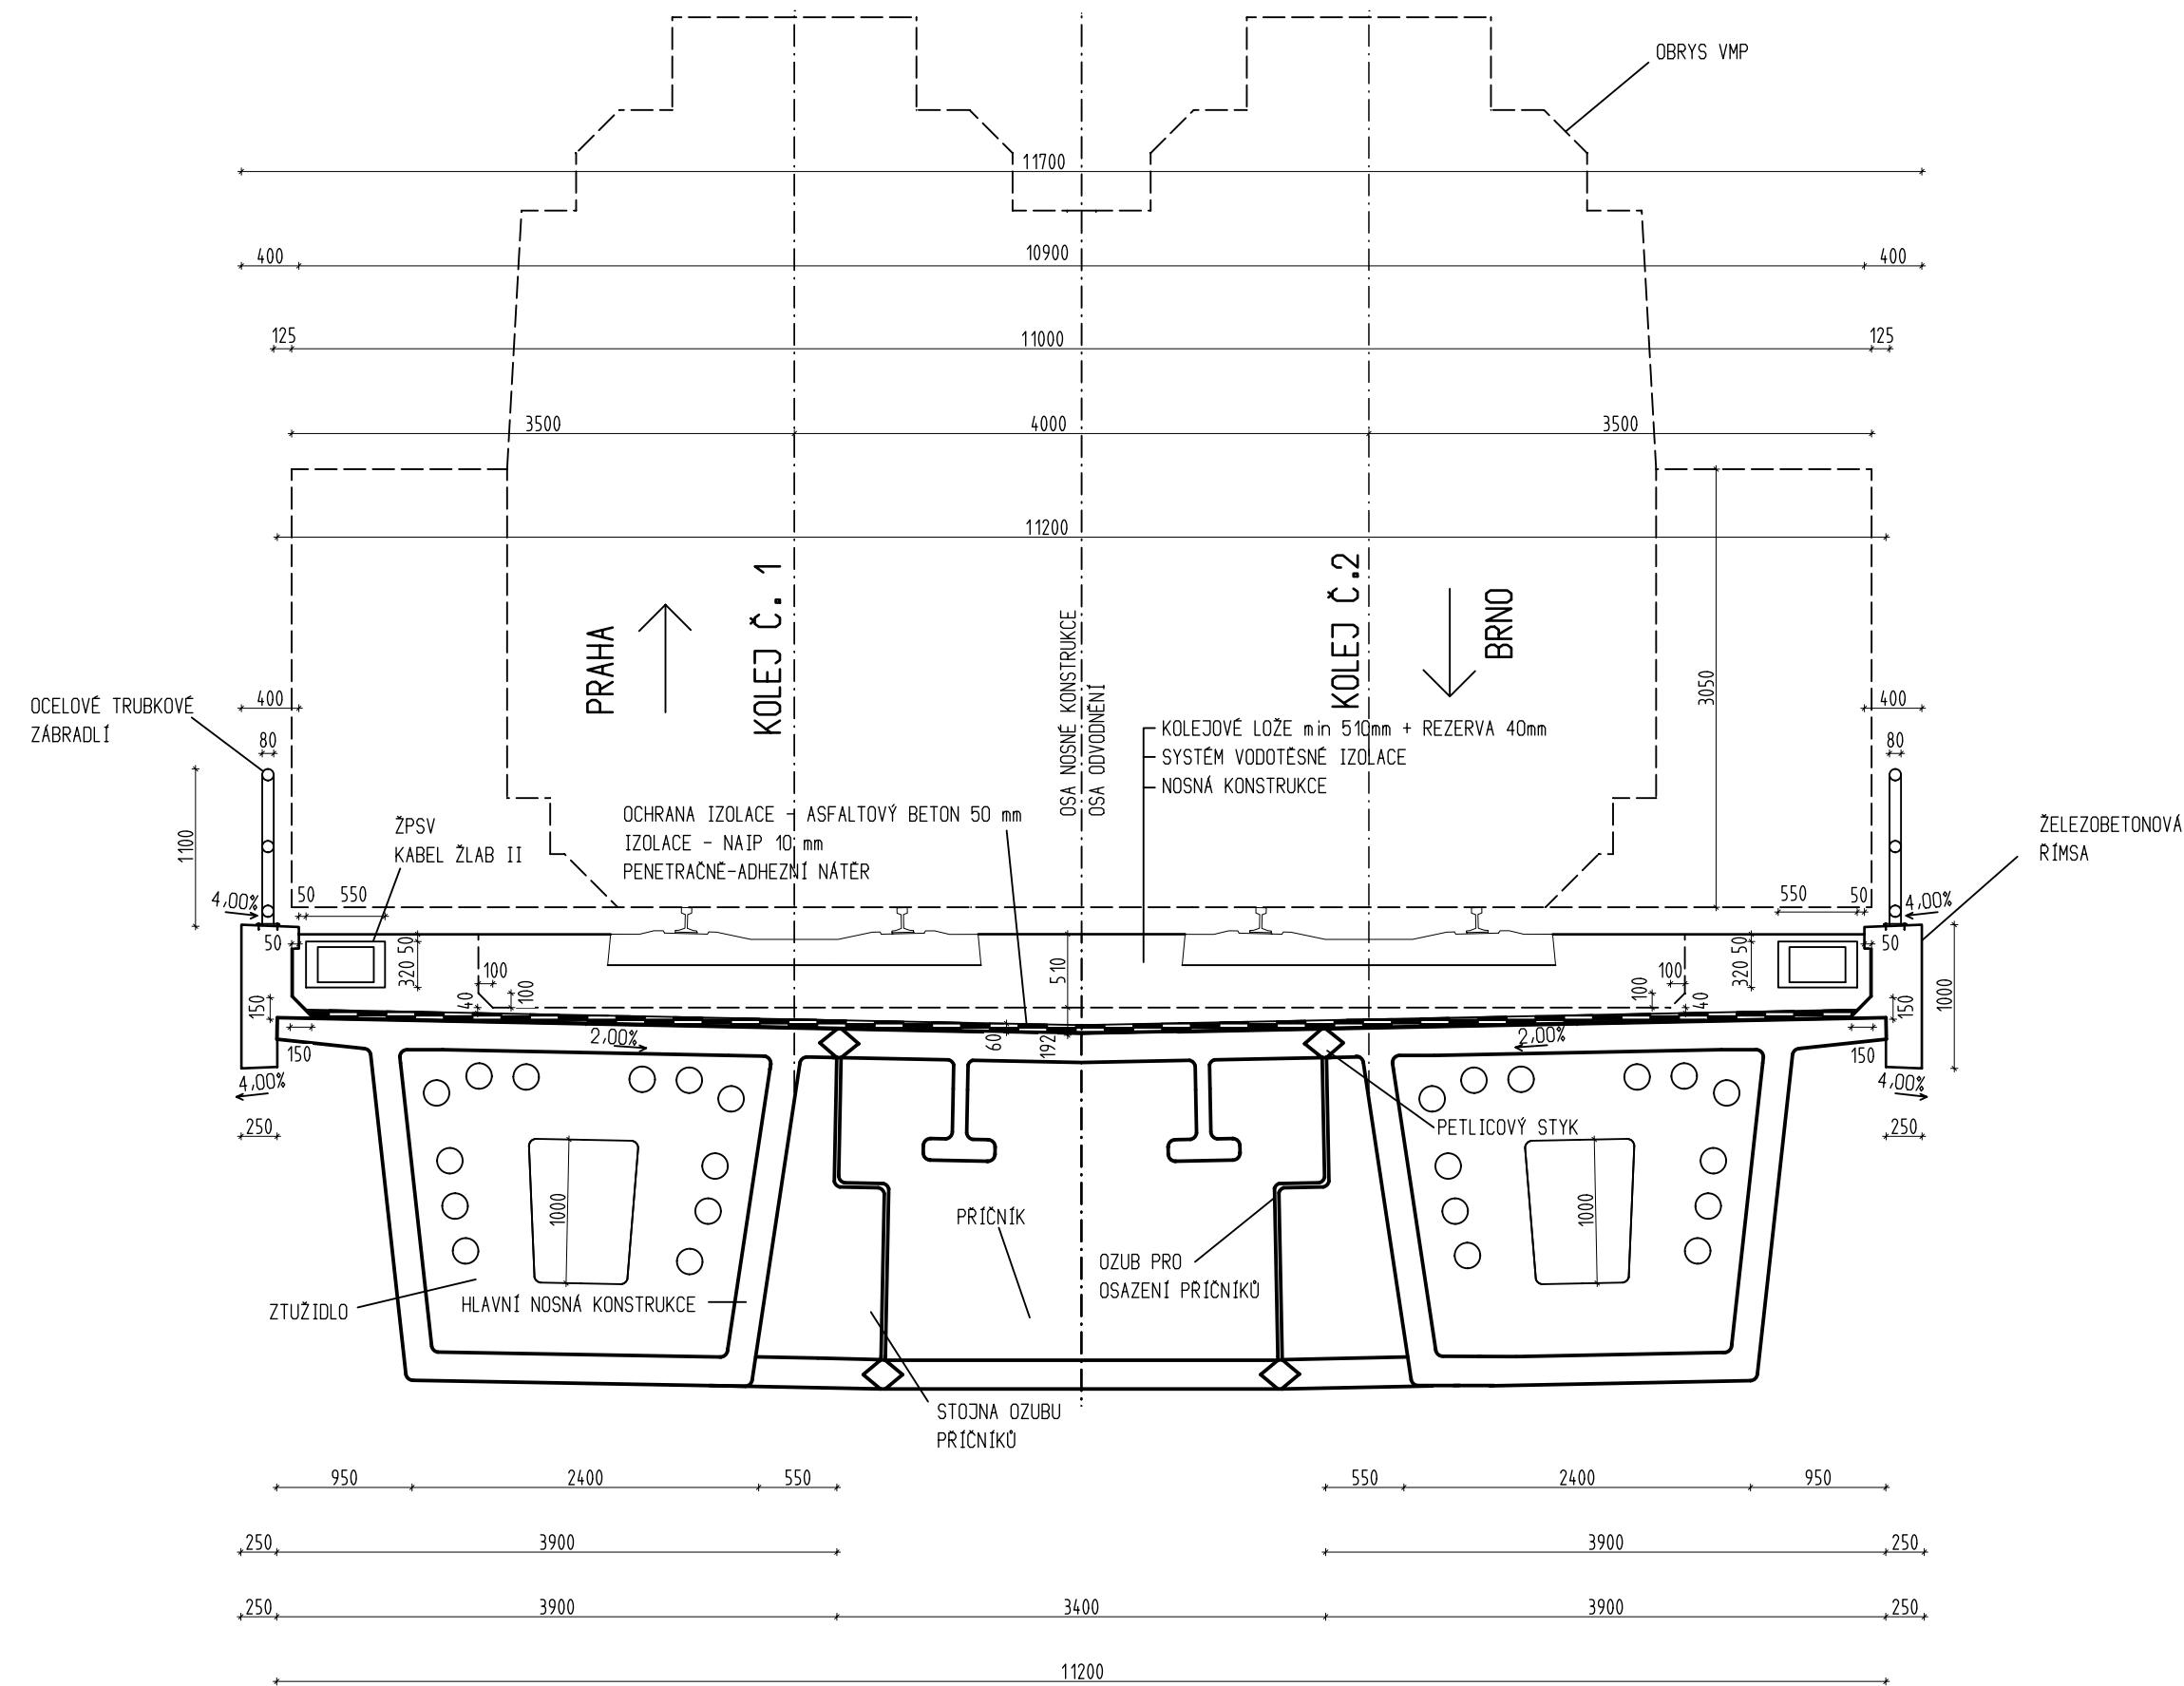 OBRYS VMP
11700
400
10900
400
125
11000
125
3500
4000
3500
11200
PRAHA
KOLEJ Č. 1
OSA NOSNÉ KONSTRUKCE
OSA ODVODNĚNÍ
KOLEJ Č.2
BRNO
3050
OCELOVÉ TRUBKOVÉ
ZÁBRADLÍ
400
80
1100
400
80
KOLEJOVÉ LOŽE min 510mm + REZERVA 40mm
SYSTÉM VODOTĚSNÉ IZOLACE
NOSNÁ KONSTRUKCE
OCHRANA IZOLACE - ASFALTOVÝ BETON 50 mm
IZOLACE - NAIP 10 mm
PENETRAČNĚ-ADHEZNÍ NÁTĚR
ŽPSV
KABEL ŽLAB II
ŽELEZOBETONOVÁ
ŘÍMSA
4,00%
50
550
550
50
4,00%
50
320 50
100
40
100
150
150
510
60
192
100
100
40
320 50
50
150
150
1000
2,00%
2,00%
4,00%
250
4,00%
250
PETLICOVÝ STYK
1000
1000
PŘÍČNÍK
OZUB PRO
OSAZENÍ PŘÍČNÍKŮ
ZTUŽIDLO
HLAVNÍ NOSNÁ KONSTRUKCE
STOJNA OZUBU
PŘÍČNÍKŮ
950
2400
550
550
2400
950
250
3900
3900
250
250
3900
3400
3900
250
11200